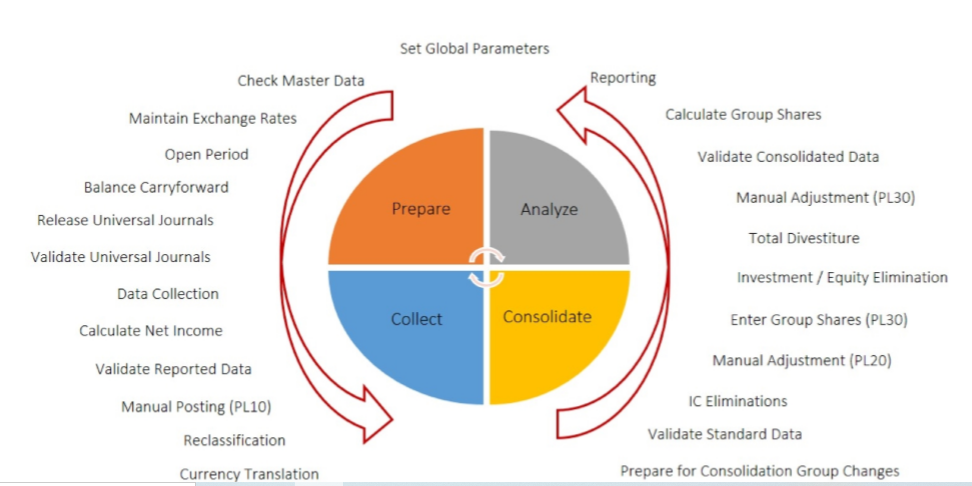 Set Global Parameters
Check Master Data
Maintain Exchange Rates
Open Period
Balance Carryforward
Release Universal Journals
Validate Universal Journals
Data Collection
Calculate Net Income
Validate Reported Data
Manual Posting (PL10)
Reclassification
Currency Translation
Prepare
Analyze
Collect
Consolidate
Reporting
Calculate Group Shares
Validate Consolidated Data
Manual Adjustment (PL30)
Total Divestiture
Investment / Equity Elimination
Enter Group Shares (PL30)
Manual Adjustment (PL20)
IC Eliminations
Validate Standard Data
Prepare for Consolidation Group Changes